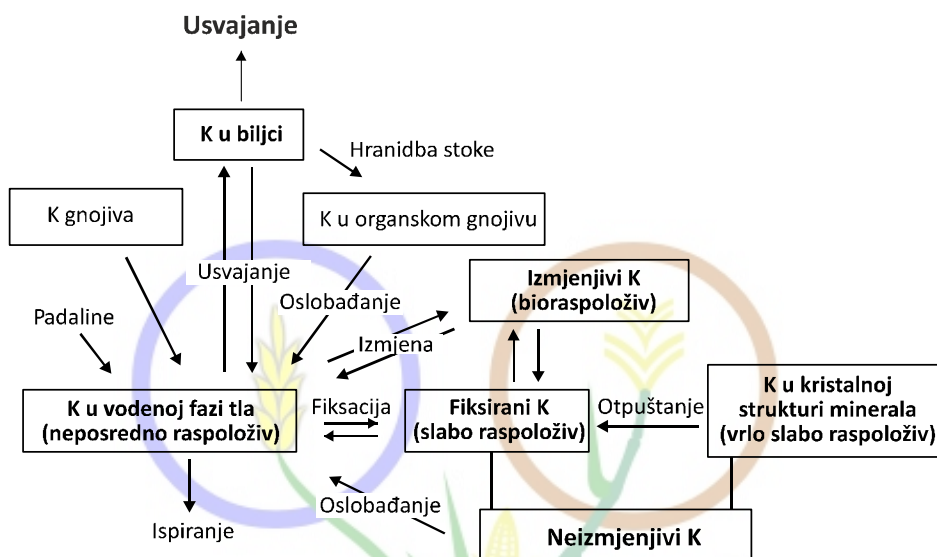 Usvajanje
K u biljci
Hranidba stoke
K gnojiva
K u organskom gnojivu
Usvajanje
Izmjenjivi K
(bioraspoloživ)
Oslobađanje
Padaline
Izmjena
K u vodenoj fazi tla
(neposredno raspoloživ)
Fiksacija
Fiksirani K
(slabo raspoloživ)
Otpuštanje
K u kristalnoj
strukturi minerala
(vrlo slabo raspoloživ)
Oslobađanje
Ispiranje
Neizmjenjivi K